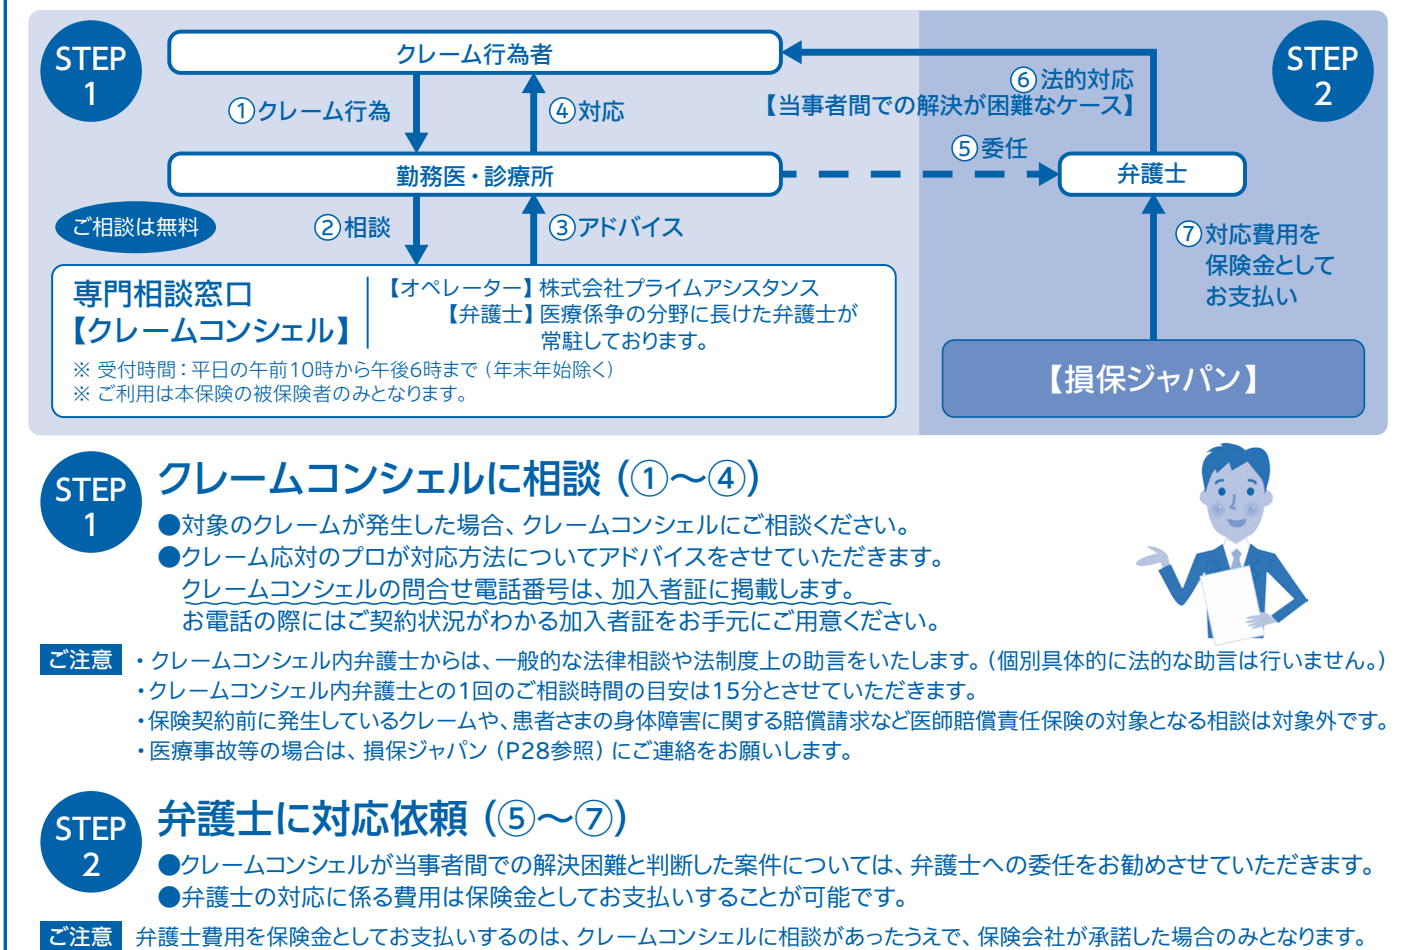 STEP
1
クレーム行為者
STEP
2
①クレーム行為
④対応
⑥法的対応
【当事者間での解決が困難なケース】
⑤委任
勤務医・診療所
弁護士
ご相談は無料
②相談
③アドバイス
⑦対応費用を
保険金として
お支払い
専門相談窓口
【クレームコンシェル】
【オペレーター】株式会社プライムアシスタンス
【弁護士】医療係争の分野に長けた弁護士が
常駐しております。
※ 受付時間：平日の午前10時から午後6時まで（年末年始除く）
※ ご利用は本保険の被保険者のみとなります。
【損保ジャパン】
STEP
1
クレームコンシェルに相談（①〜④）
●対象のクレームが発生した場合、クレームコンシェルにご相談ください。
●クレーム応対のプロが対応方法についてアドバイスをさせていただきます。
クレームコンシェルの問合せ電話番号は、加入者証に掲載します。
お電話の際にはご契約状況がわかる加入者証をお手元にご用意ください。
ご注意 ・クレームコンシェル内弁護士からは、一般的な法律相談や法制度上の助言をいたします。（個別具体的に法的な助言は行いません。）
・クレームコンシェル内弁護士との1回のご相談時間の目安は15分とさせていただきます。
・保険契約前に発生しているクレームや、患者さまの身体障害に関する賠償請求など医師賠償責任保険の対象となる相談は対象外です。
・医療事故等の場合は、損保ジャパン（P28参照）にご連絡をお願いします。
STEP
2
弁護士に対応依頼（⑤〜⑦）
●クレームコンシェルが当事者間での解決困難と判断した案件については、弁護士への委任をお勧めさせていただきます。
●弁護士の対応に係る費用は保険金としてお支払いすることが可能です。
ご注意 弁護士費用を保険金としてお支払いするのは、クレームコンシェルに相談があったうえで、保険会社が承諾した場合のみとなります。